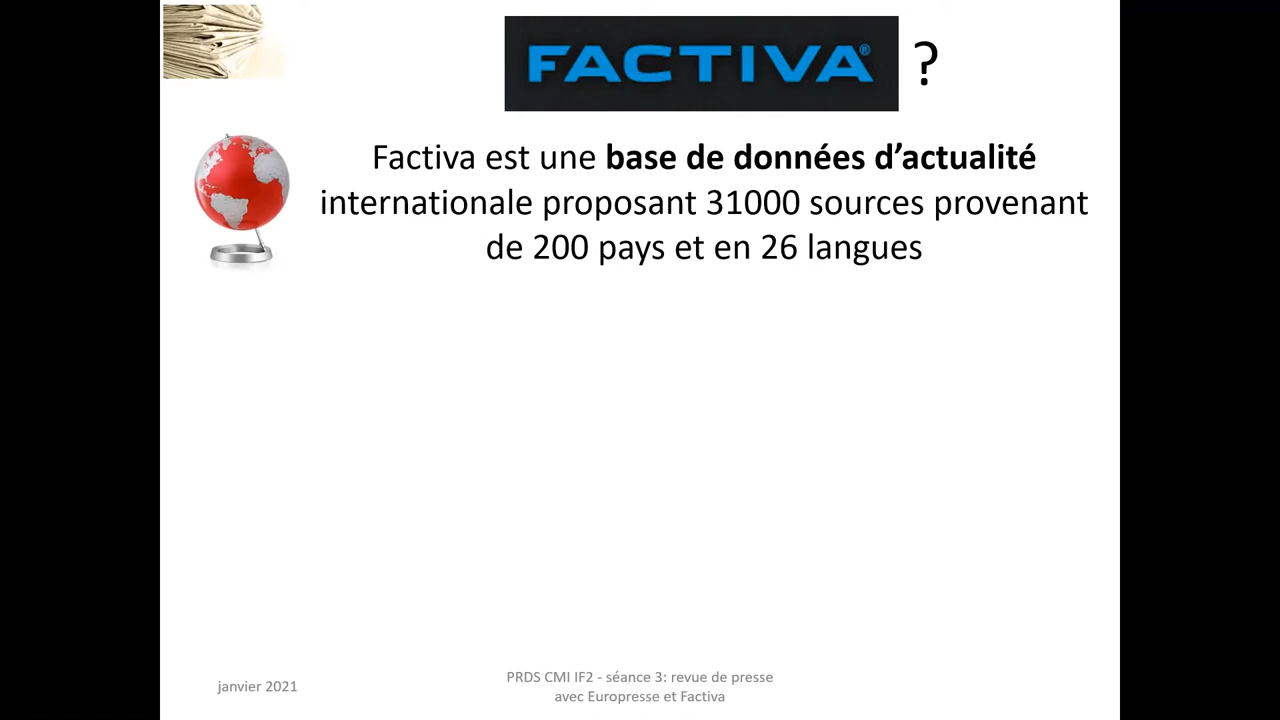 FACTIVA® ?
Factiva est une base de données d’actualité
internationale proposant 31000 sources provenant
de 200 pays et en 26 langues
janvier 2021
PRDS CMI IF2 - séance 3: revue de presse
avec Europresse et Factiva